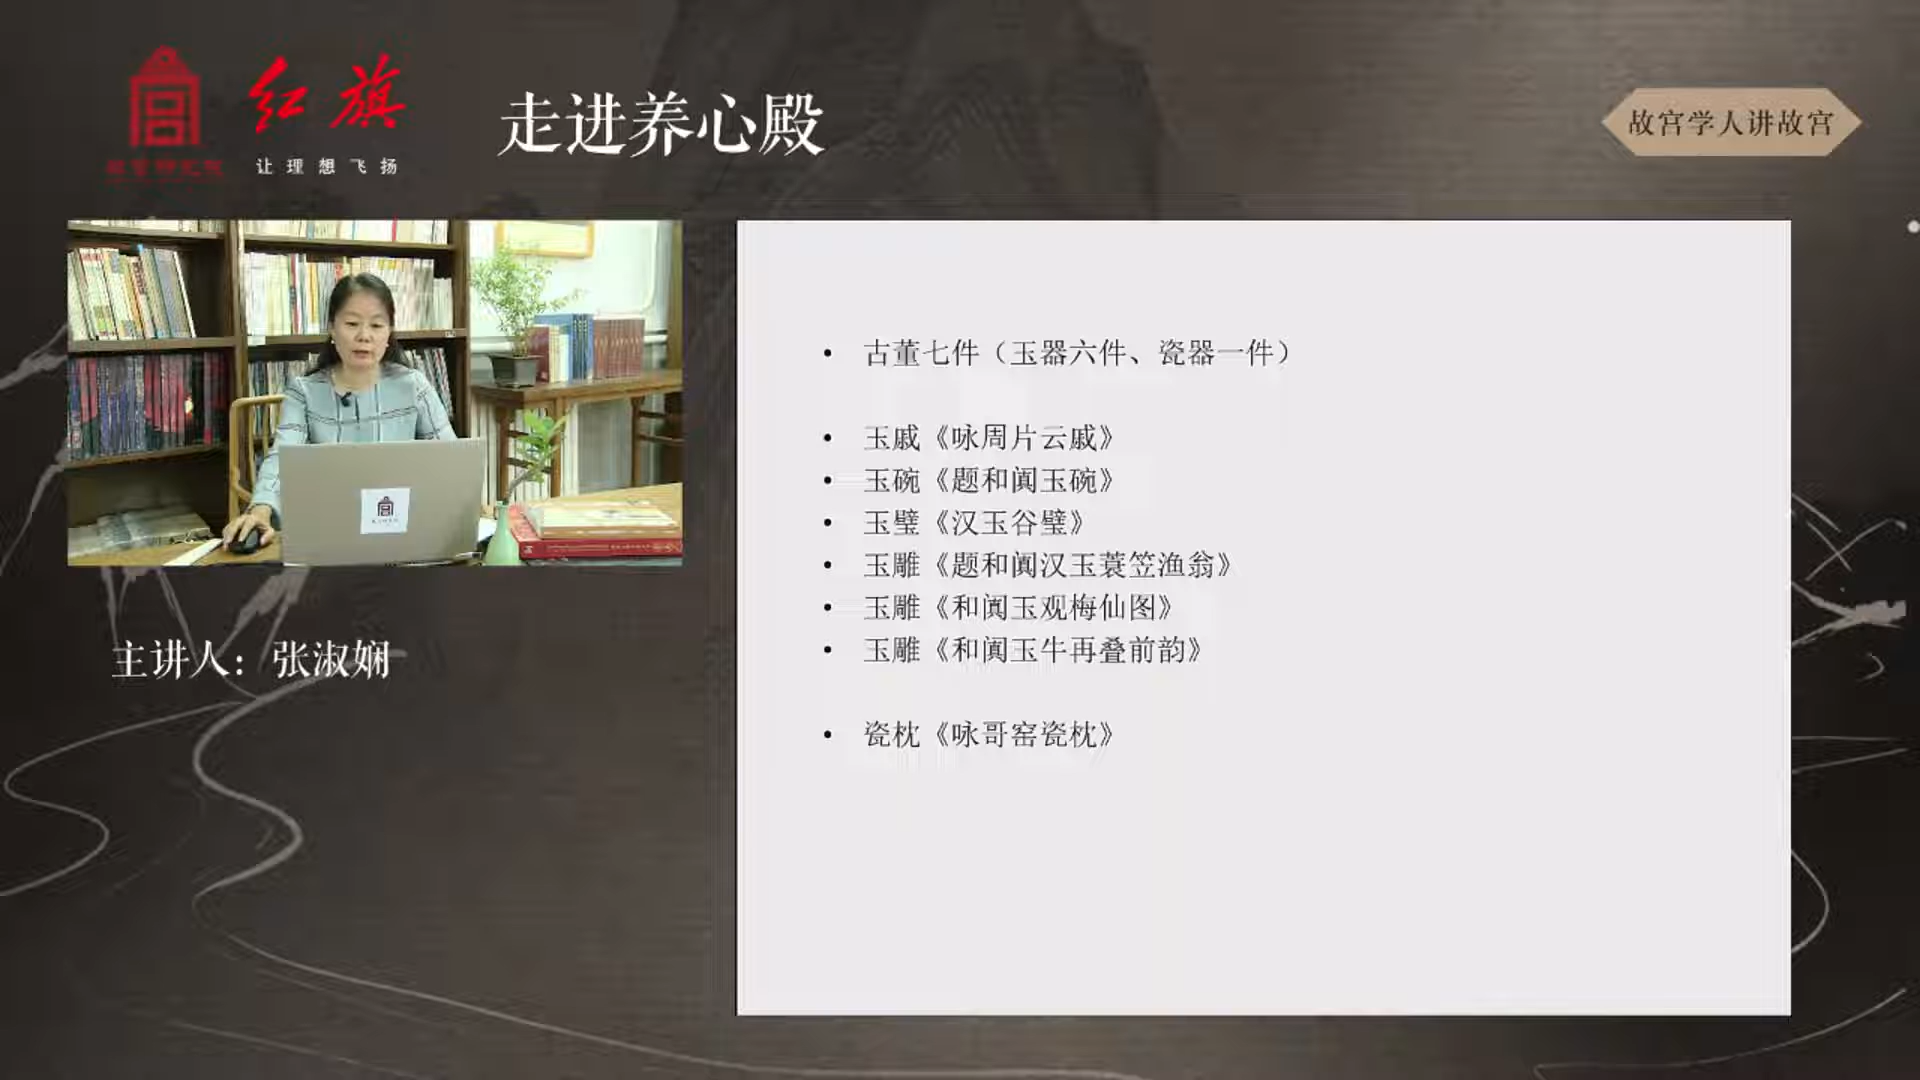 红旗
让理想飞扬
走进养心殿
故宫学人讲故宫
主讲人：张淑娴
• 古董七件（玉器六件、瓷器一件）
• 玉戚《咏周片云戚》
• 玉碗《题和阗玉碗》
• 玉璧《汉玉谷璧》
• 玉雕《题和阗汉玉蓑笠渔翁》
• 玉雕《和阗玉观梅仙图》
• 玉雕《和阗玉牛再叠前韵》
• 瓷枕《咏哥窑瓷枕》